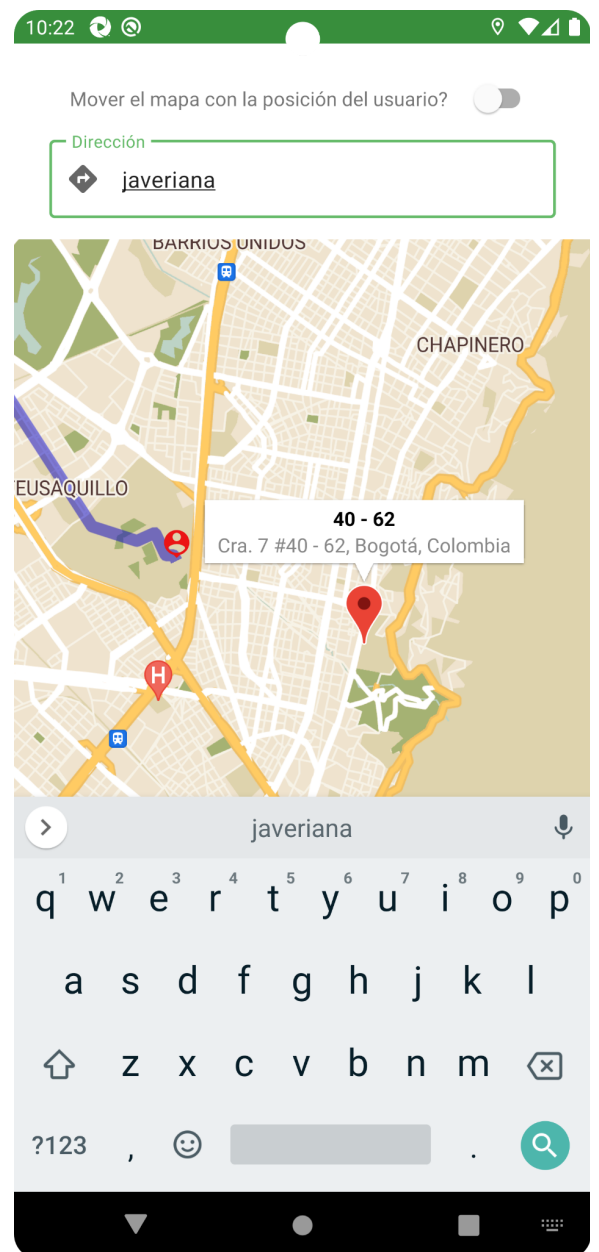 10:22
Mover el mapa con la posición del usuario?
Dirección
javeriana
BARRIOS UNIDOS
CHAPINERO
EUSAQUILLO
40 - 62
Cra. 7 #40 - 62, Bogotá, Colombia
H
javeriana
1 2 3 4 5 6 7 8 9 0
q w e r t y u i o p
a s d f g h j k l
z x c v b n m
?123 , .